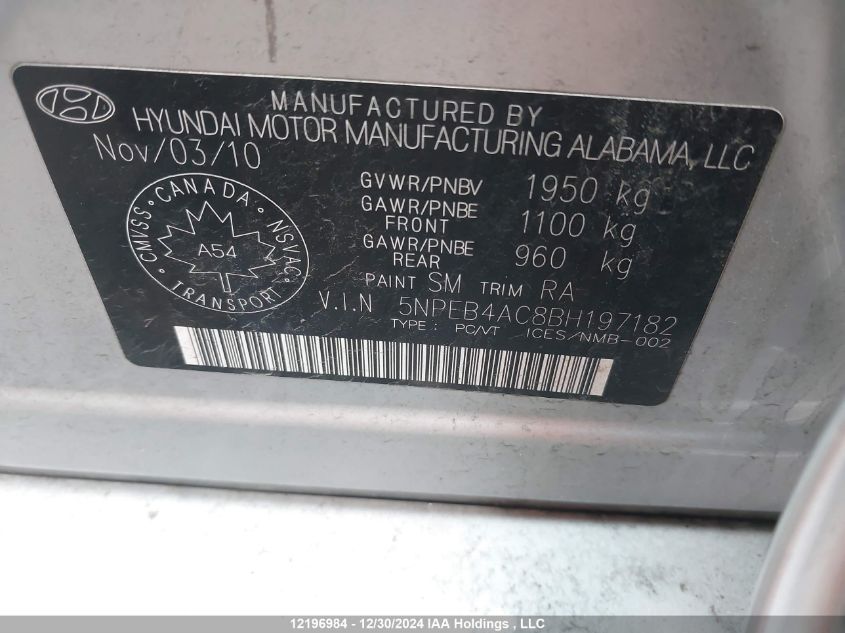 MANUFACTURED BY
HYUNDAI MOTOR MANUFACTURING ALABAMA, LLC
Nov/03/10
GVWR/PNBV 1950 kg
GAWR/PNBE FRONT 1100 kg
GAWR/PNBE REAR 960 kg
CANADA • NSVAC • TRANSPORT • CMVSS •
A54
PAINT SM TRIM RA
V.I.N 5NPEB4AC8BH197182
TYPE : PC/VT ICES/NMB-002
12196984 - 12/30/2024 IAA Holdings , LLC